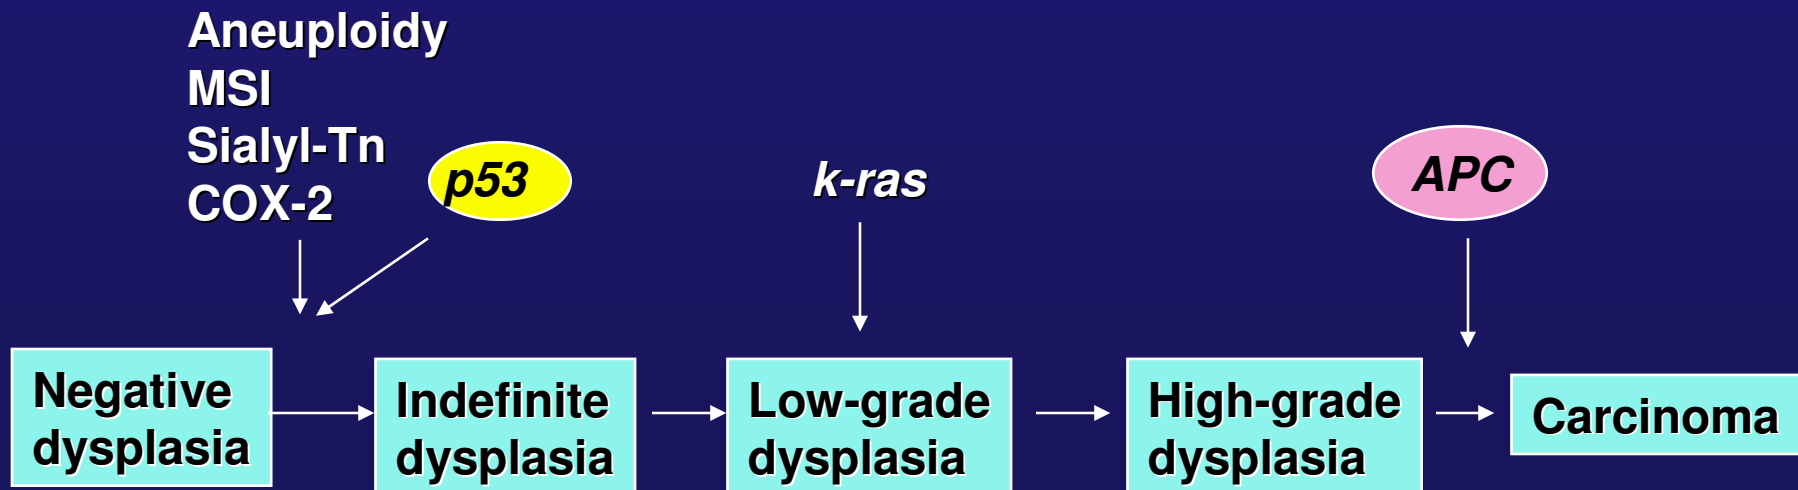 Aneuploidy
MSI
Sialyl-Tn
COX-2
p53
k-ras
APC
Negative
dysplasia
Indefinite
dysplasia
Low-grade
dysplasia
High-grade
dysplasia
Carcinoma